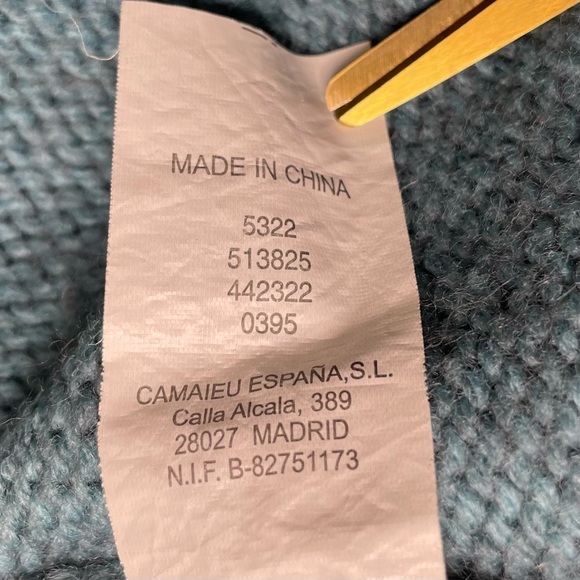 MADE IN CHINA
5322
513825
442322
0395
CAMAIEU ESPAÑA,S.L.
Calla Alcala, 389
28027 MADRID
N.I.F. B-82751173